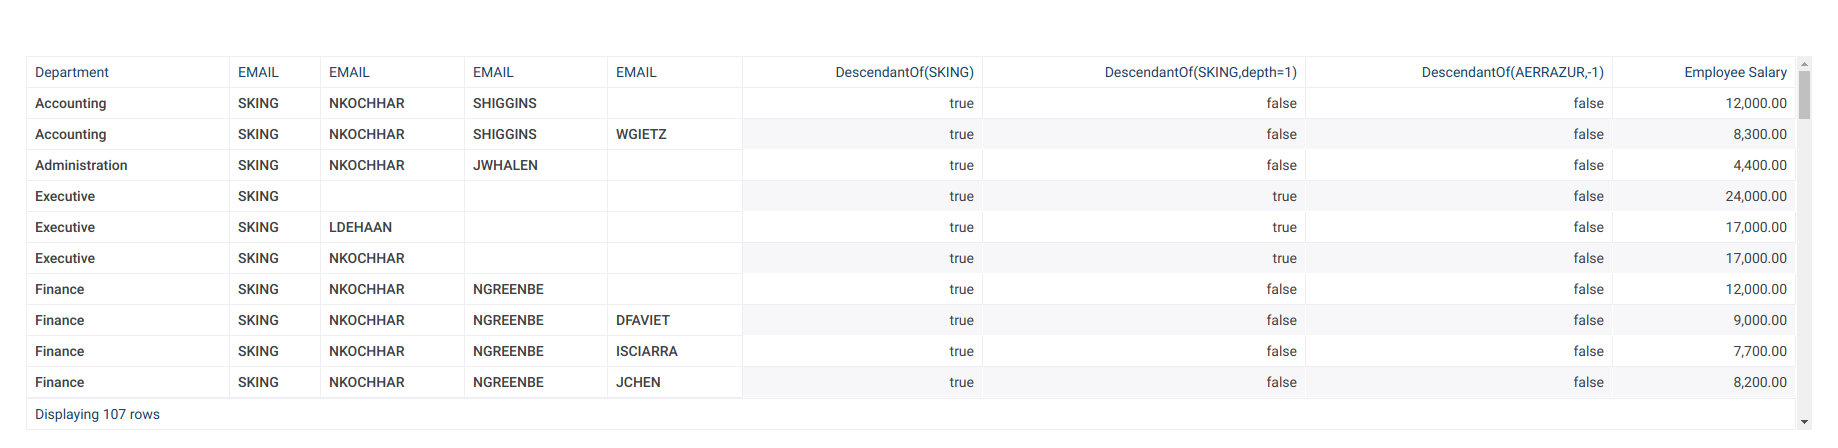 Department EMAIL EMAIL EMAIL EMAIL DescendantOf(SKING) DescendantOf(SKING,depth=1) DescendantOf(AERRAZUR,-1) Employee Salary
Accounting SKING NKOCHHAR SHIGGINS true false false 12,000.00
Accounting SKING NKOCHHAR SHIGGINS WGIETZ true false false 8,300.00
Administration SKING NKOCHHAR JWHALEN true false false 4,400.00
Executive SKING true true false 24,000.00
Executive SKING LDEHAAN true true false 17,000.00
Executive SKING NKOCHHAR true true false 17,000.00
Finance SKING NKOCHHAR NGREENBE true false false 12,000.00
Finance SKING NKOCHHAR NGREENBE DFAVIET true false false 9,000.00
Finance SKING NKOCHHAR NGREENBE ISCIARRA true false false 7,700.00
Finance SKING NKOCHHAR NGREENBE JCHEN true false false 8,200.00
Displaying 107 rows